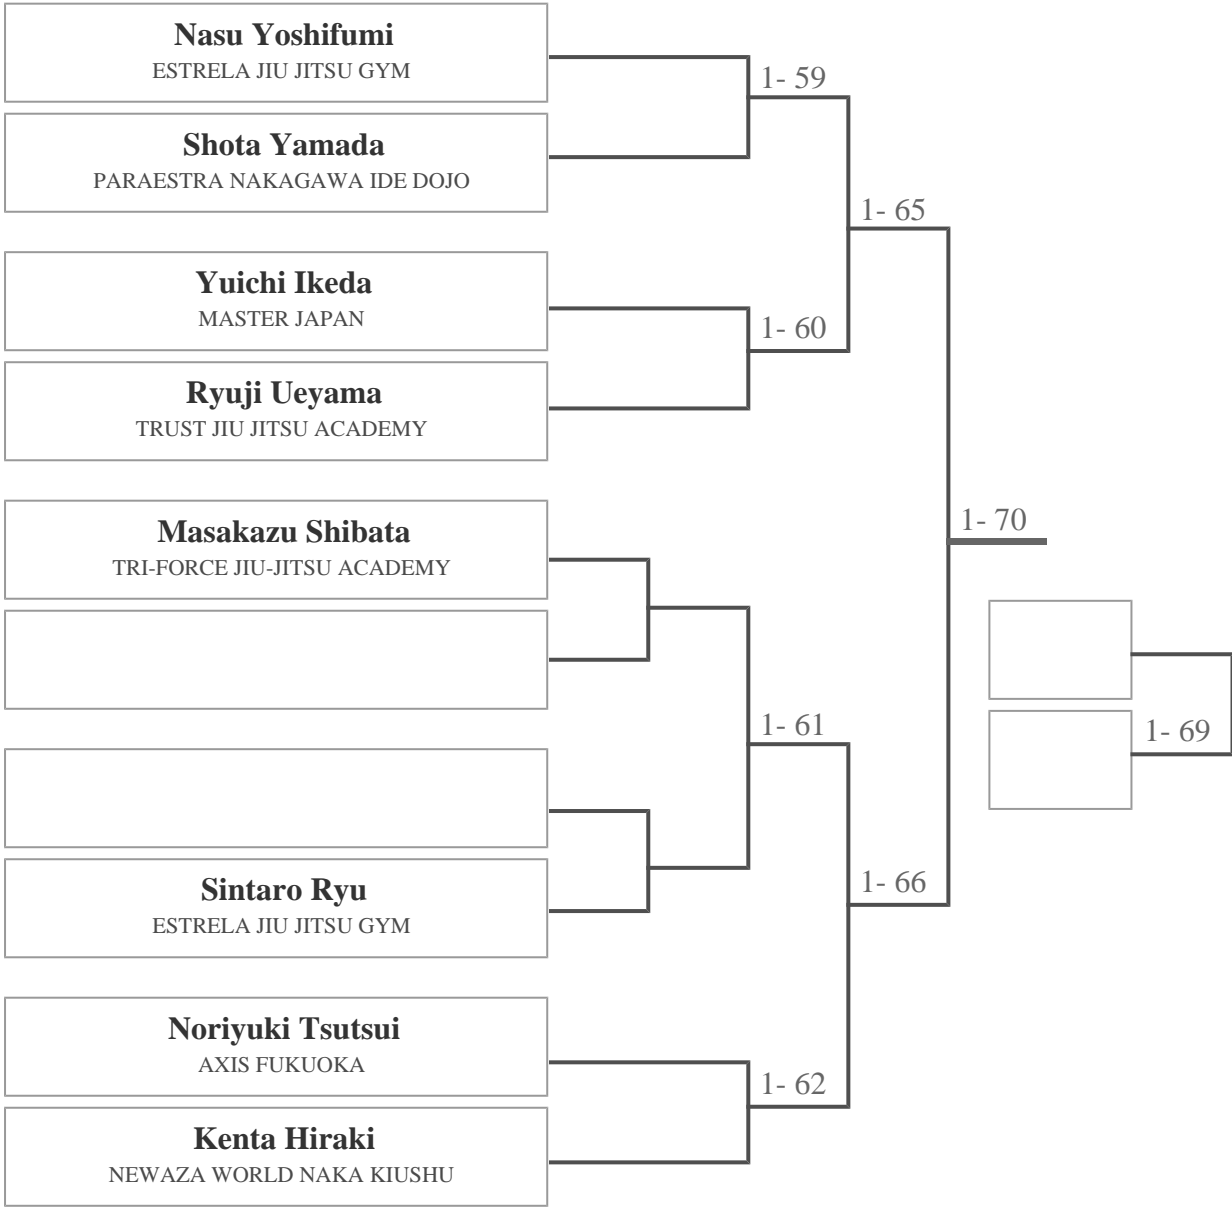 Nasu Yoshifumi
ESTRELA JIU JITSU GYM
1- 59
Shota Yamada
PARAESTRA NAKAGAWA IDE DOJO
1- 65
Yuichi Ikeda
MASTER JAPAN
1- 60
Ryuji Ueyama
TRUST JIU JITSU ACADEMY
Masakazu Shibata
TRI-FORCE JIU-JITSU ACADEMY
1- 70
1- 61
1- 69
Sintaro Ryu
ESTRELA JIU JITSU GYM
1- 66
Noriyuki Tsutsui
AXIS FUKUOKA
1- 62
Kenta Hiraki
NEWAZA WORLD NAKA KIUSHU